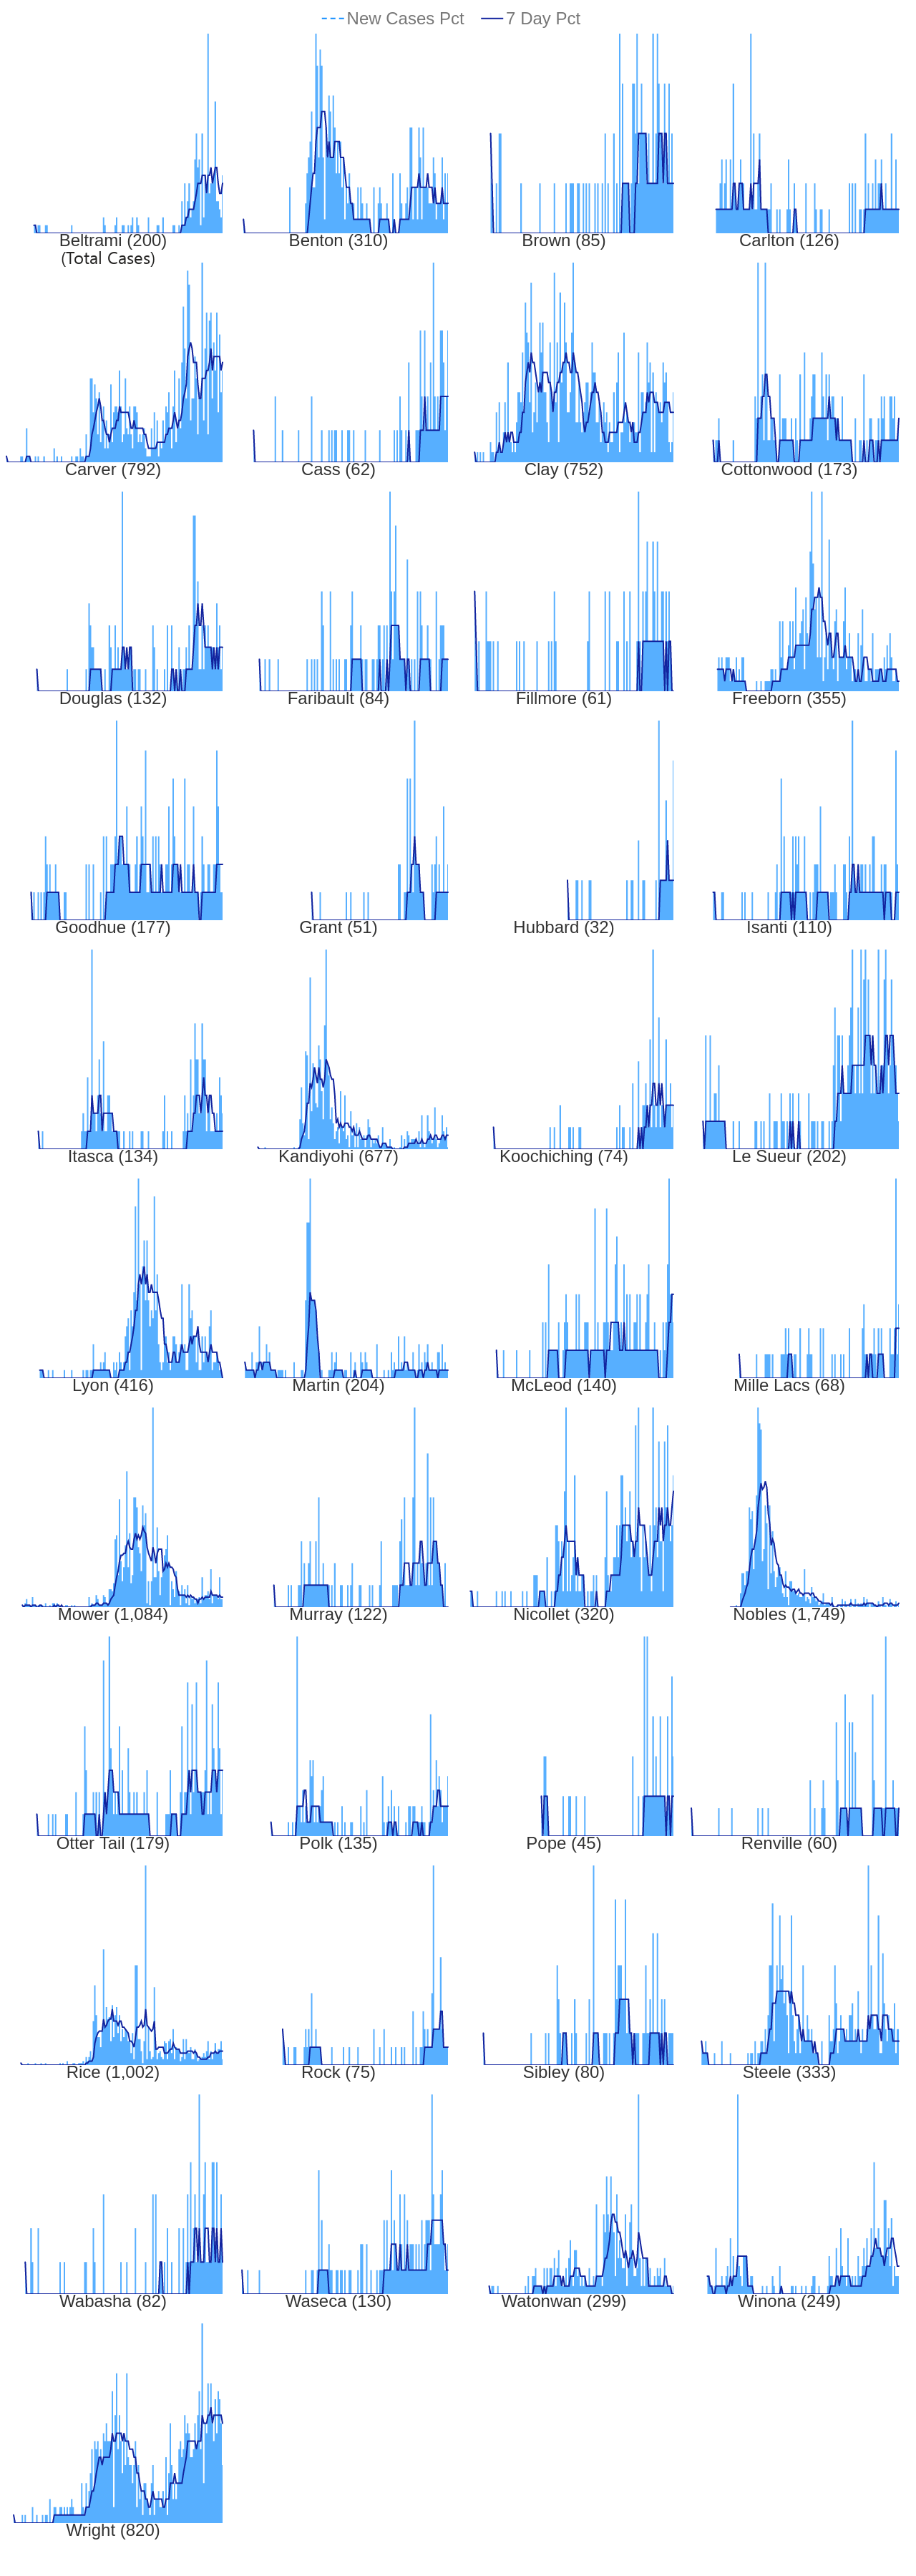 New Cases Pct 7 Day Pct
Beltrami (200) Benton (310) Brown (85) Carlton (126)
(Total Cases)
Carver (792) Cass (62) Clay (752) Cottonwood (173)
Douglas (132) Faribault (84) Fillmore (61) Freeborn (355)
Goodhue (177) Grant (51) Hubbard (32) Isanti (110)
Itasca (134) Kandiyohi (677) Koochiching (74) Le Sueur (202)
Lyon (416) Martin (204) McLeod (140) Mille Lacs (68)
Mower (1,084) Murray (122) Nicollet (320) Nobles (1,749)
Otter Tail (179) Polk (135) Pope (45) Renville (60)
Rice (1,002) Rock (75) Sibley (80) Steele (333)
Wabasha (82) Waseca (130) Watonwan (299) Winona (249)
Wright (820)